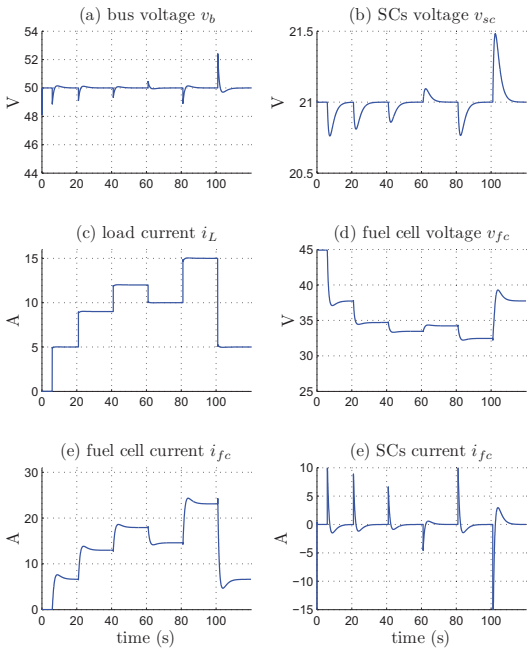 (a) bus voltage v_b
54
52
50
48
46
44
V
0 20 40 60 80 100
(b) SCs voltage v_sc
21.5
21
20.5
V
0 20 40 60 80 100
(c) load current i_L
15
10
5
0
A
0 20 40 60 80 100
(d) fuel cell voltage v_fc
45
40
35
30
25
V
0 20 40 60 80 100
(e) fuel cell current i_fc
30
20
10
0
A
0 20 40 60 80 100
time (s)
(e) SCs current i_fc
10
5
0
−5
−10
−15
A
0 20 40 60 80 100
time (s)